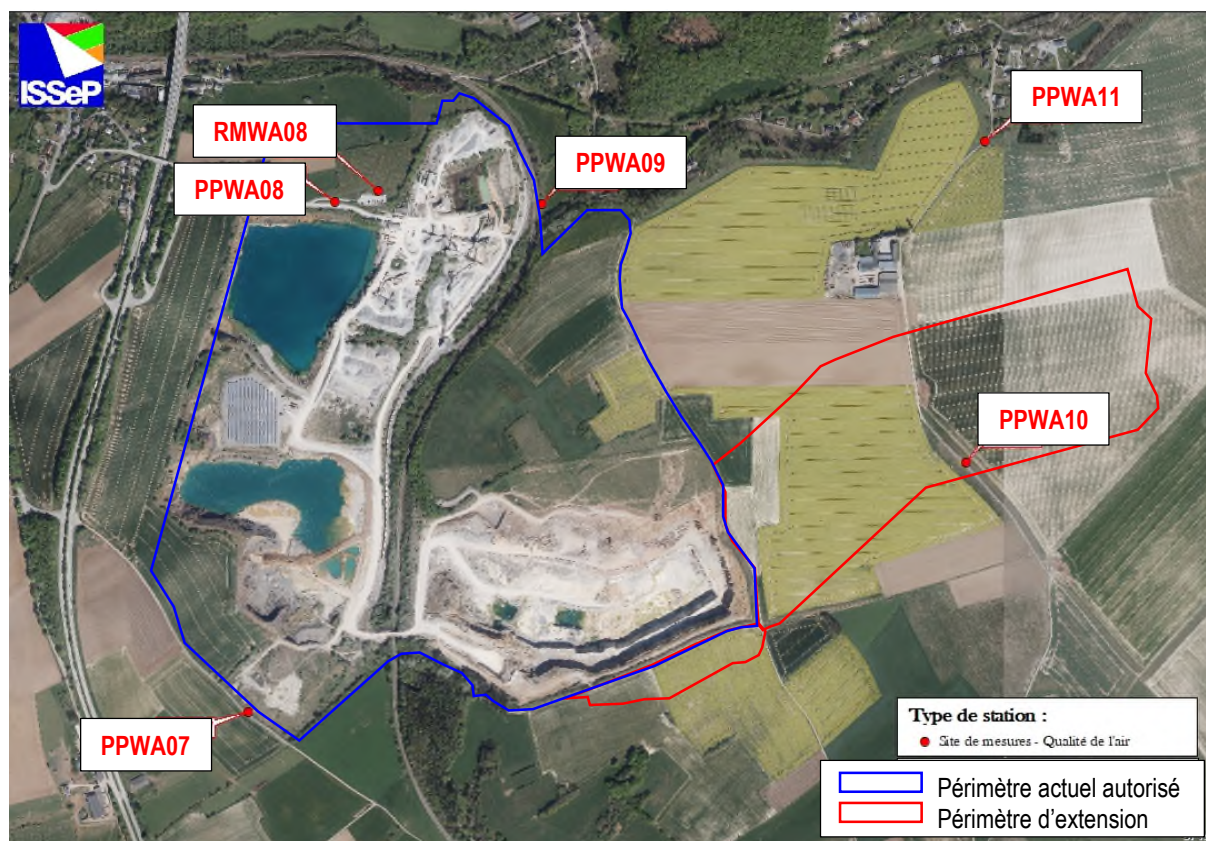 ISSeP
PPWA11
RMWA08
PPWA09
PPWA08
PPWA10
PPWA07
Type de station :
Site de mesures - Qualité de l'air
Périmètre actuel autorisé
Périmètre d'extension